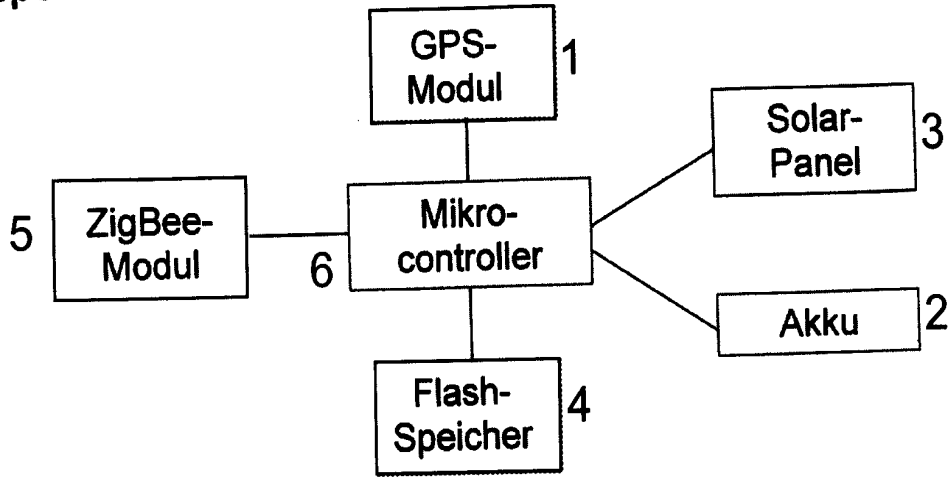 GPS-
Modul
1
Solar-
Panel
3
5
ZigBee-
Modul
Mikro-
controller
6
Akku
2
Flash-
Speicher
4